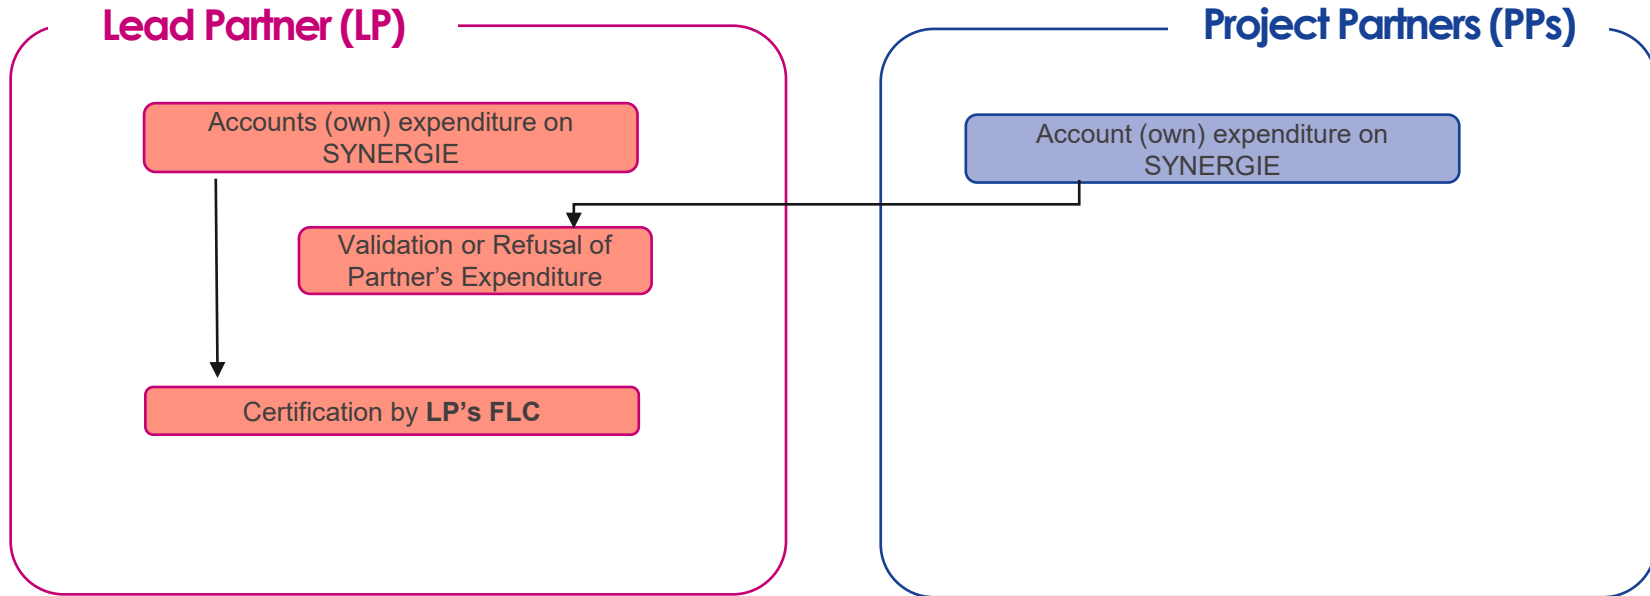 Lead Partner (LP)
Project Partners (PPs)
Accounts (own) expenditure on
SYNERGIE
Account (own) expenditure on
SYNERGIE
Validation or Refusal of
Partner’s Expenditure
Certification by LP’s FLC